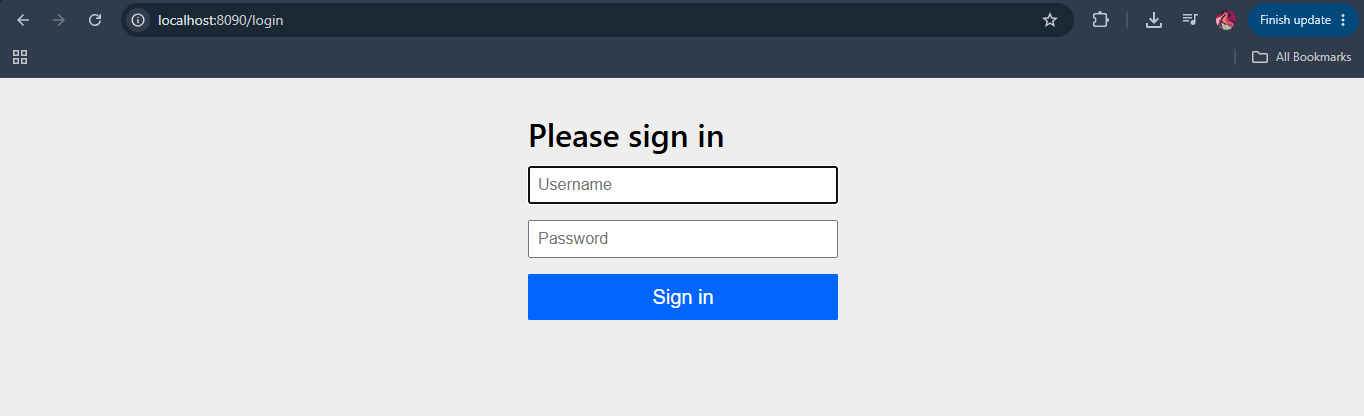 localhost:8090/login
Finish update
All Bookmarks
Please sign in
Username
Password
Sign in